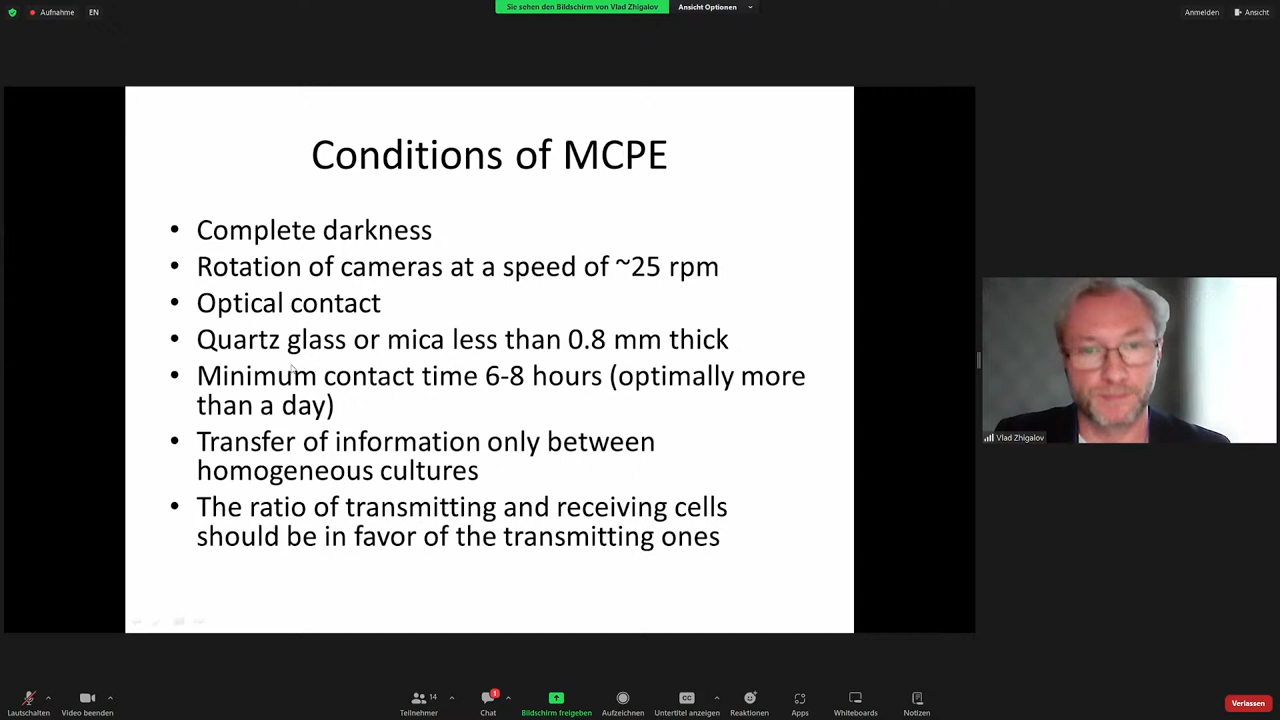 Aufnahme
EN
Sie sehen den Bildschirm von Vlad Zhigalov
Ansicht Optionen
Anmelden
Ansicht
Conditions of MCPE
• Complete darkness
• Rotation of cameras at a speed of ~25 rpm
• Optical contact
• Quartz glass or mica less than 0.8 mm thick
• Minimum contact time 6-8 hours (optimally more
than a day)
• Transfer of information only between
homogeneous cultures
• The ratio of transmitting and receiving cells
should be in favor of the transmitting ones
Vlad Zhigalov
Lautschalten
Video beenden
14
Teilnehmer
1
Chat
Bildschirm freigeben
Aufzeichnen
CC
Untertitel anzeigen
Reaktionen
Apps
Whiteboards
Notizen
Verlassen